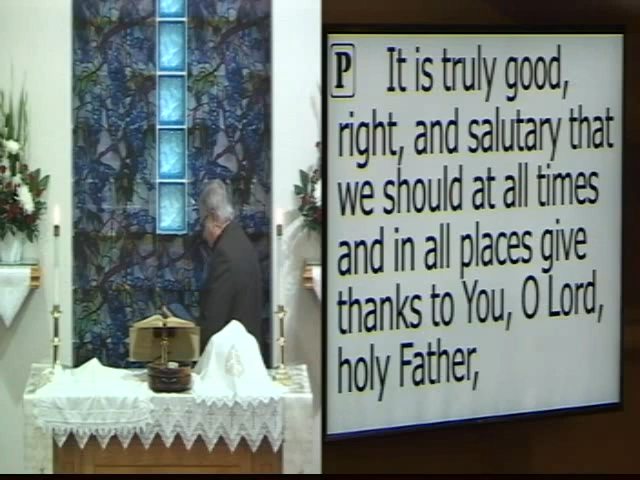 P It is truly good,
right, and salutary that
we should at all times
and in all places give
thanks to You, O Lord,
holy Father,